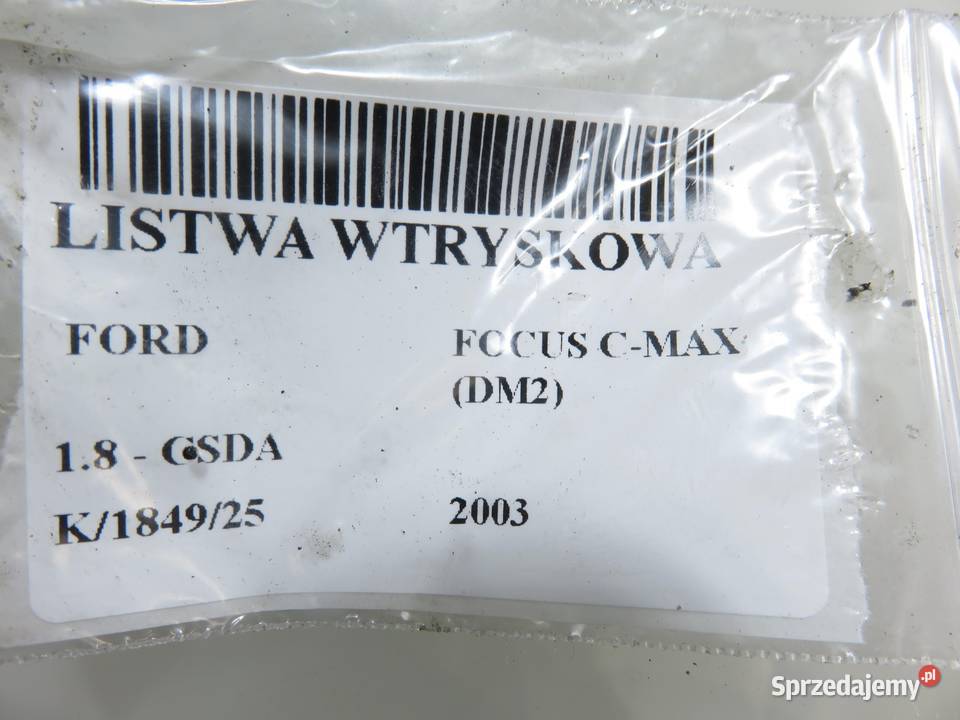 LISTWA WTRYSKOWA
FORD
FOCUS C-MAX
(DM2)
1.8 - CSDA
K/1849/25
2003
Sprzedajemy.pl